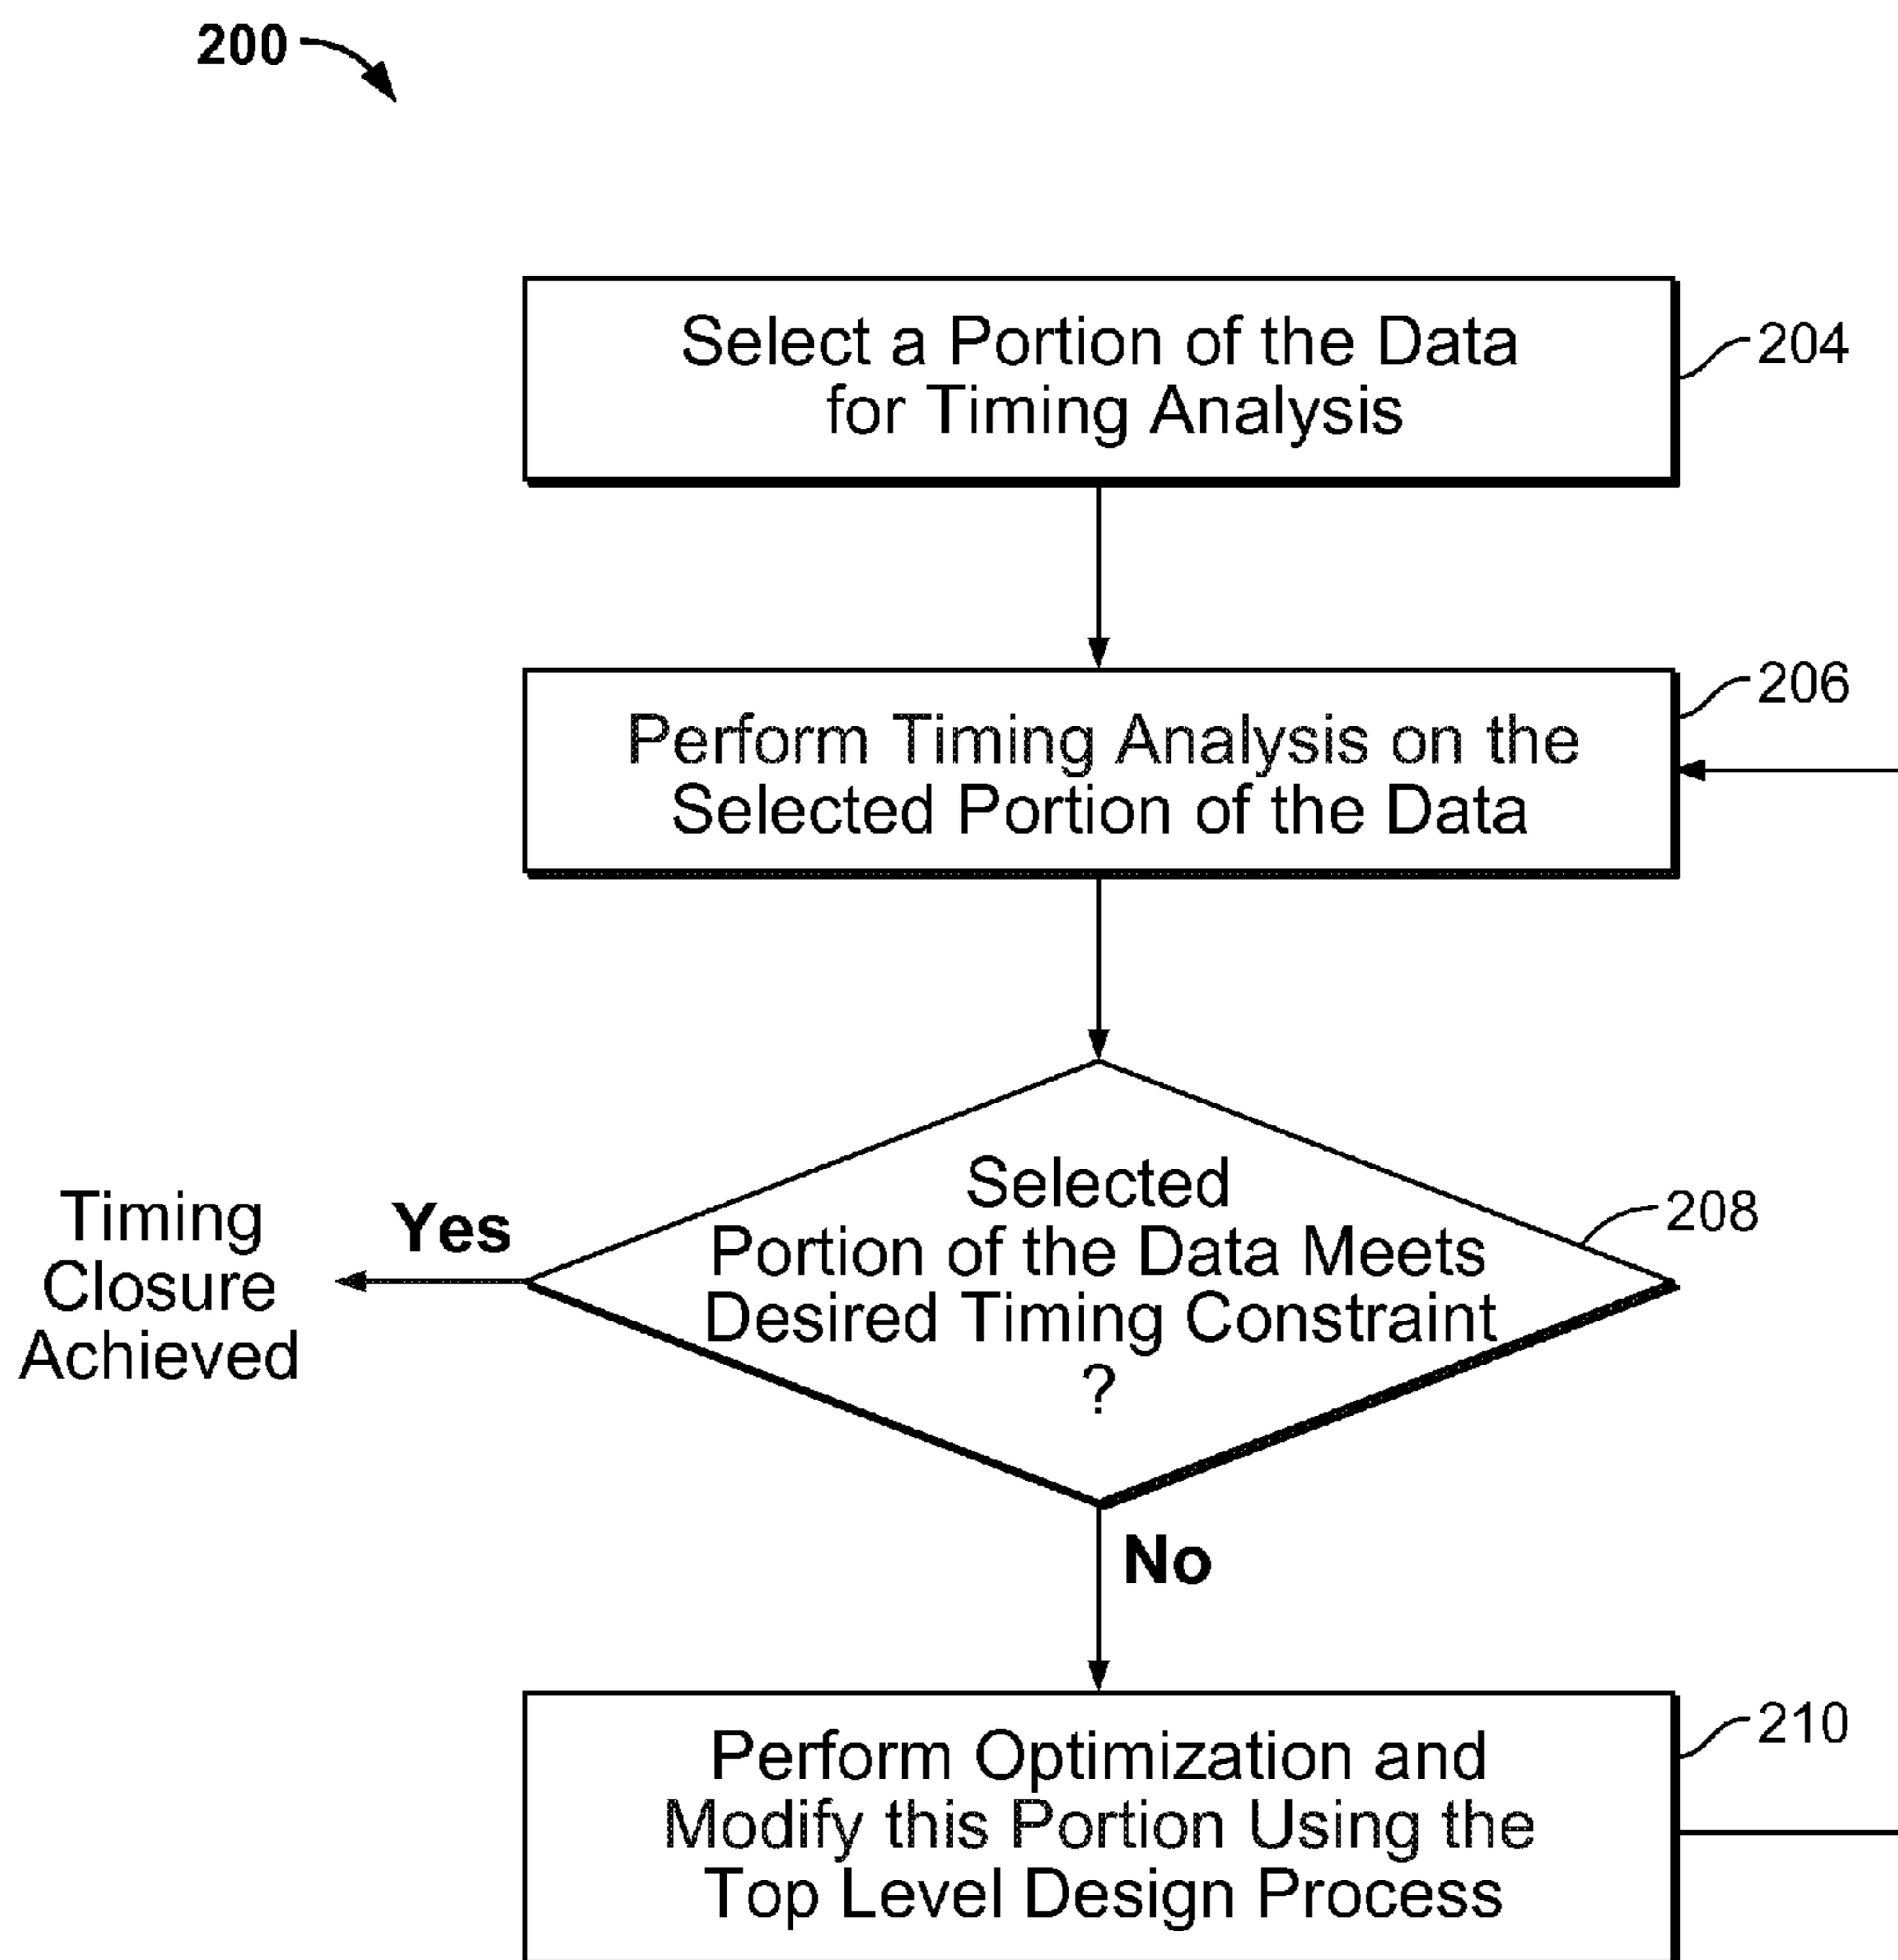 200
Select a Portion of the Data
for Timing Analysis
204
Perform Timing Analysis on the
Selected Portion of the Data
206
Selected
Portion of the Data Meets
Desired Timing Constraint
?
208
Yes
Timing
Closure
Achieved
No
Perform Optimization and
Modify this Portion Using the
Top Level Design Process
210